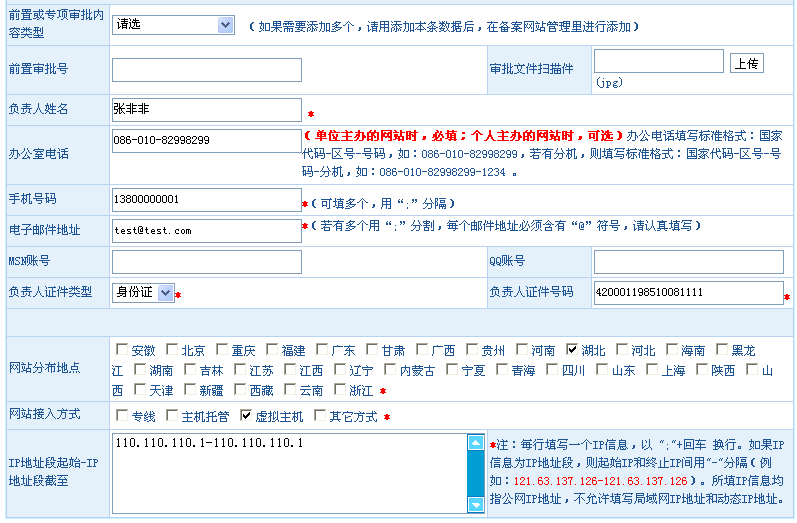 前置或专项审批内
容类型
请选
（如果需要添加多个，请用添加本条数据后，在备案网站管理里进行添加）
前置审批号
审批文件扫描件
上传
(jpg)
负责人姓名
张非非
*
办公室电话
086-010-82998299
（单位主办的网站时，必填；个人主办的网站时，可选）办公电话填写标准格式：国家
代码-区号-号码，如：086-010-82998299，若有分机，则填写标准格式：国家代码-区号-号
码-分机，如：086-010-82998299-1234 。
手机号码
13800000001
*（可填多个，用“;”分隔）
电子邮件地址
test@test.com
*（若有多个用“;”分割，每个邮件地址必须含有“@”符号，请认真填写）
MSN账号
QQ账号
负责人证件类型
身份证
*
负责人证件号码
420001198510081111
*
网站分布地点
安徽 北京 重庆 福建 广东 甘肃 广西 贵州 河南 湖北 河北 海南 黑龙
江 湖南 吉林 江苏 江西 辽宁 内蒙古 宁夏 青海 四川 山东 上海 陕西 山
西 天津 新疆 西藏 云南 浙江 *
网站接入方式
专线 主机托管 虚拟主机 其它方式 *
IP地址段起始-IP
地址段截至
110.110.110.1-110.110.110.1
*注：每行填写一个IP信息，以 ";"+回车 换行。如果IP
信息为IP地址段，则起始IP和终止IP间用"-"分隔（例
如：121.63.137.126-121.63.137.126）。所填IP信息均
指公网IP地址，不允许填写局域网IP地址和动态IP地址。